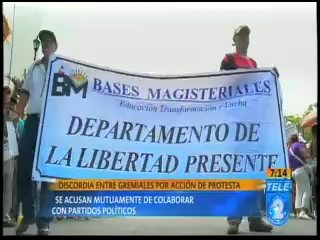 BM BASES MAGISTERIALES
Educación Transformación y Lucha
DEPARTAMENTO DE
LA LIBERTAD PRESENTE
7:14
DISCORDIA ENTRE GREMIALES POR ACCIÓN DE PROTESTA
TELE
SE ACUSAN MUTUAMENTE DE COLABORAR
CON PARTIDOS POLÍTICOS